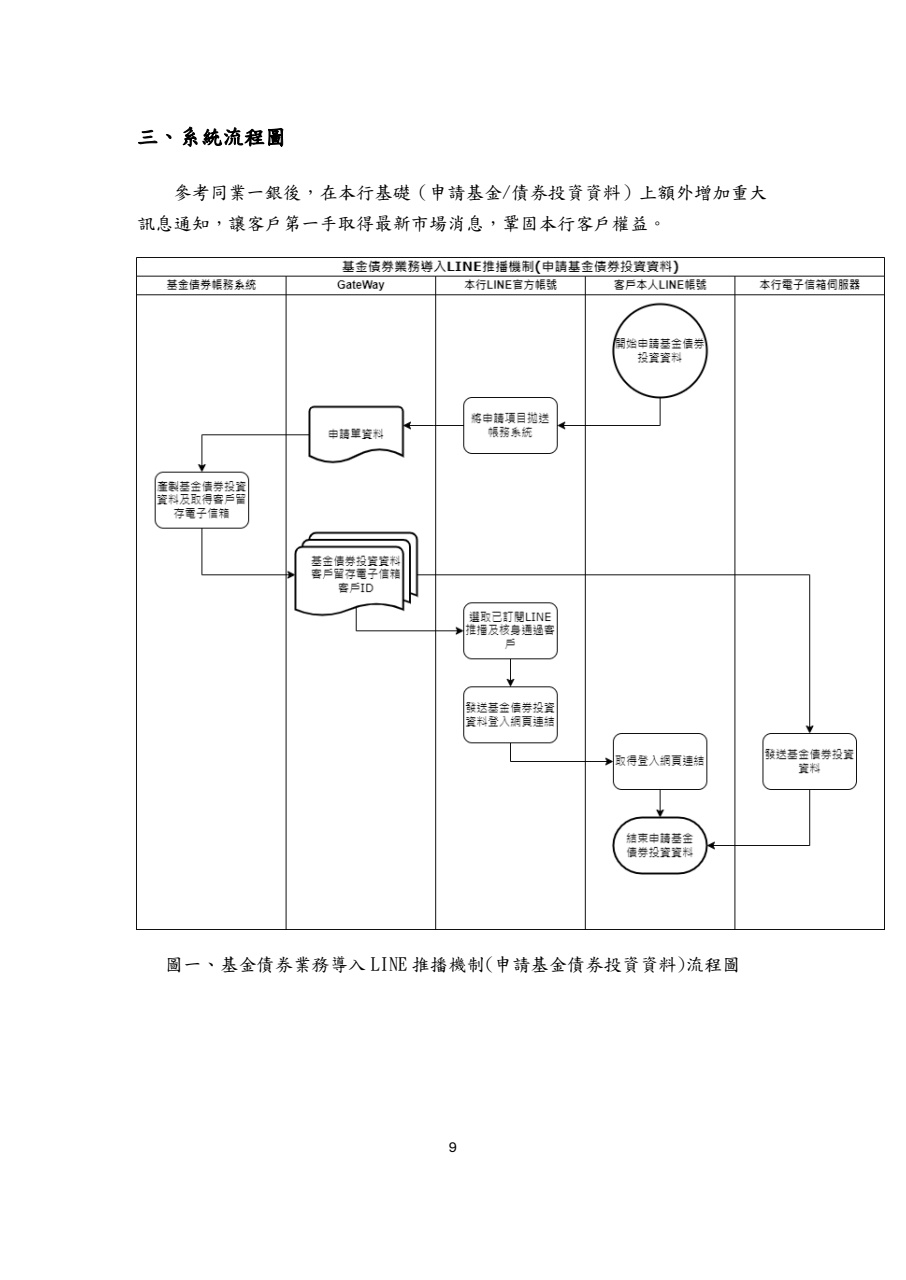 三、系統流程圖
參考同業一銀後，在本行基礎（申請基金/債券投資資料）上額外增加重大
訊息通知，讓客戶第一手取得最新市場消息，鞏固本行客戶權益。
基金債券業務導入LINE推播機制(申請基金債券投資資料)
基金債券帳務系統
GateWay
本行LINE官方帳號
客戶本人LINE帳號
本行電子信箱伺服器
開始申請基金債券
投資資料
將申請項目拋送
帳務系統
申請單資料
產製基金債券投資
資料及取得客戶留
存電子信箱
基金債券投資資料
客戶留存電子信箱
客戶ID
選取已訂閱LINE
推播及核身通過客
戶
發送基金債券投資
資料登入網頁連結
取得登入網頁連結
發送基金債券投資
資料
結束申請基金
債券投資資料
圖一、基金債券業務導入 LINE 推播機制(申請基金債券投資資料)流程圖
9